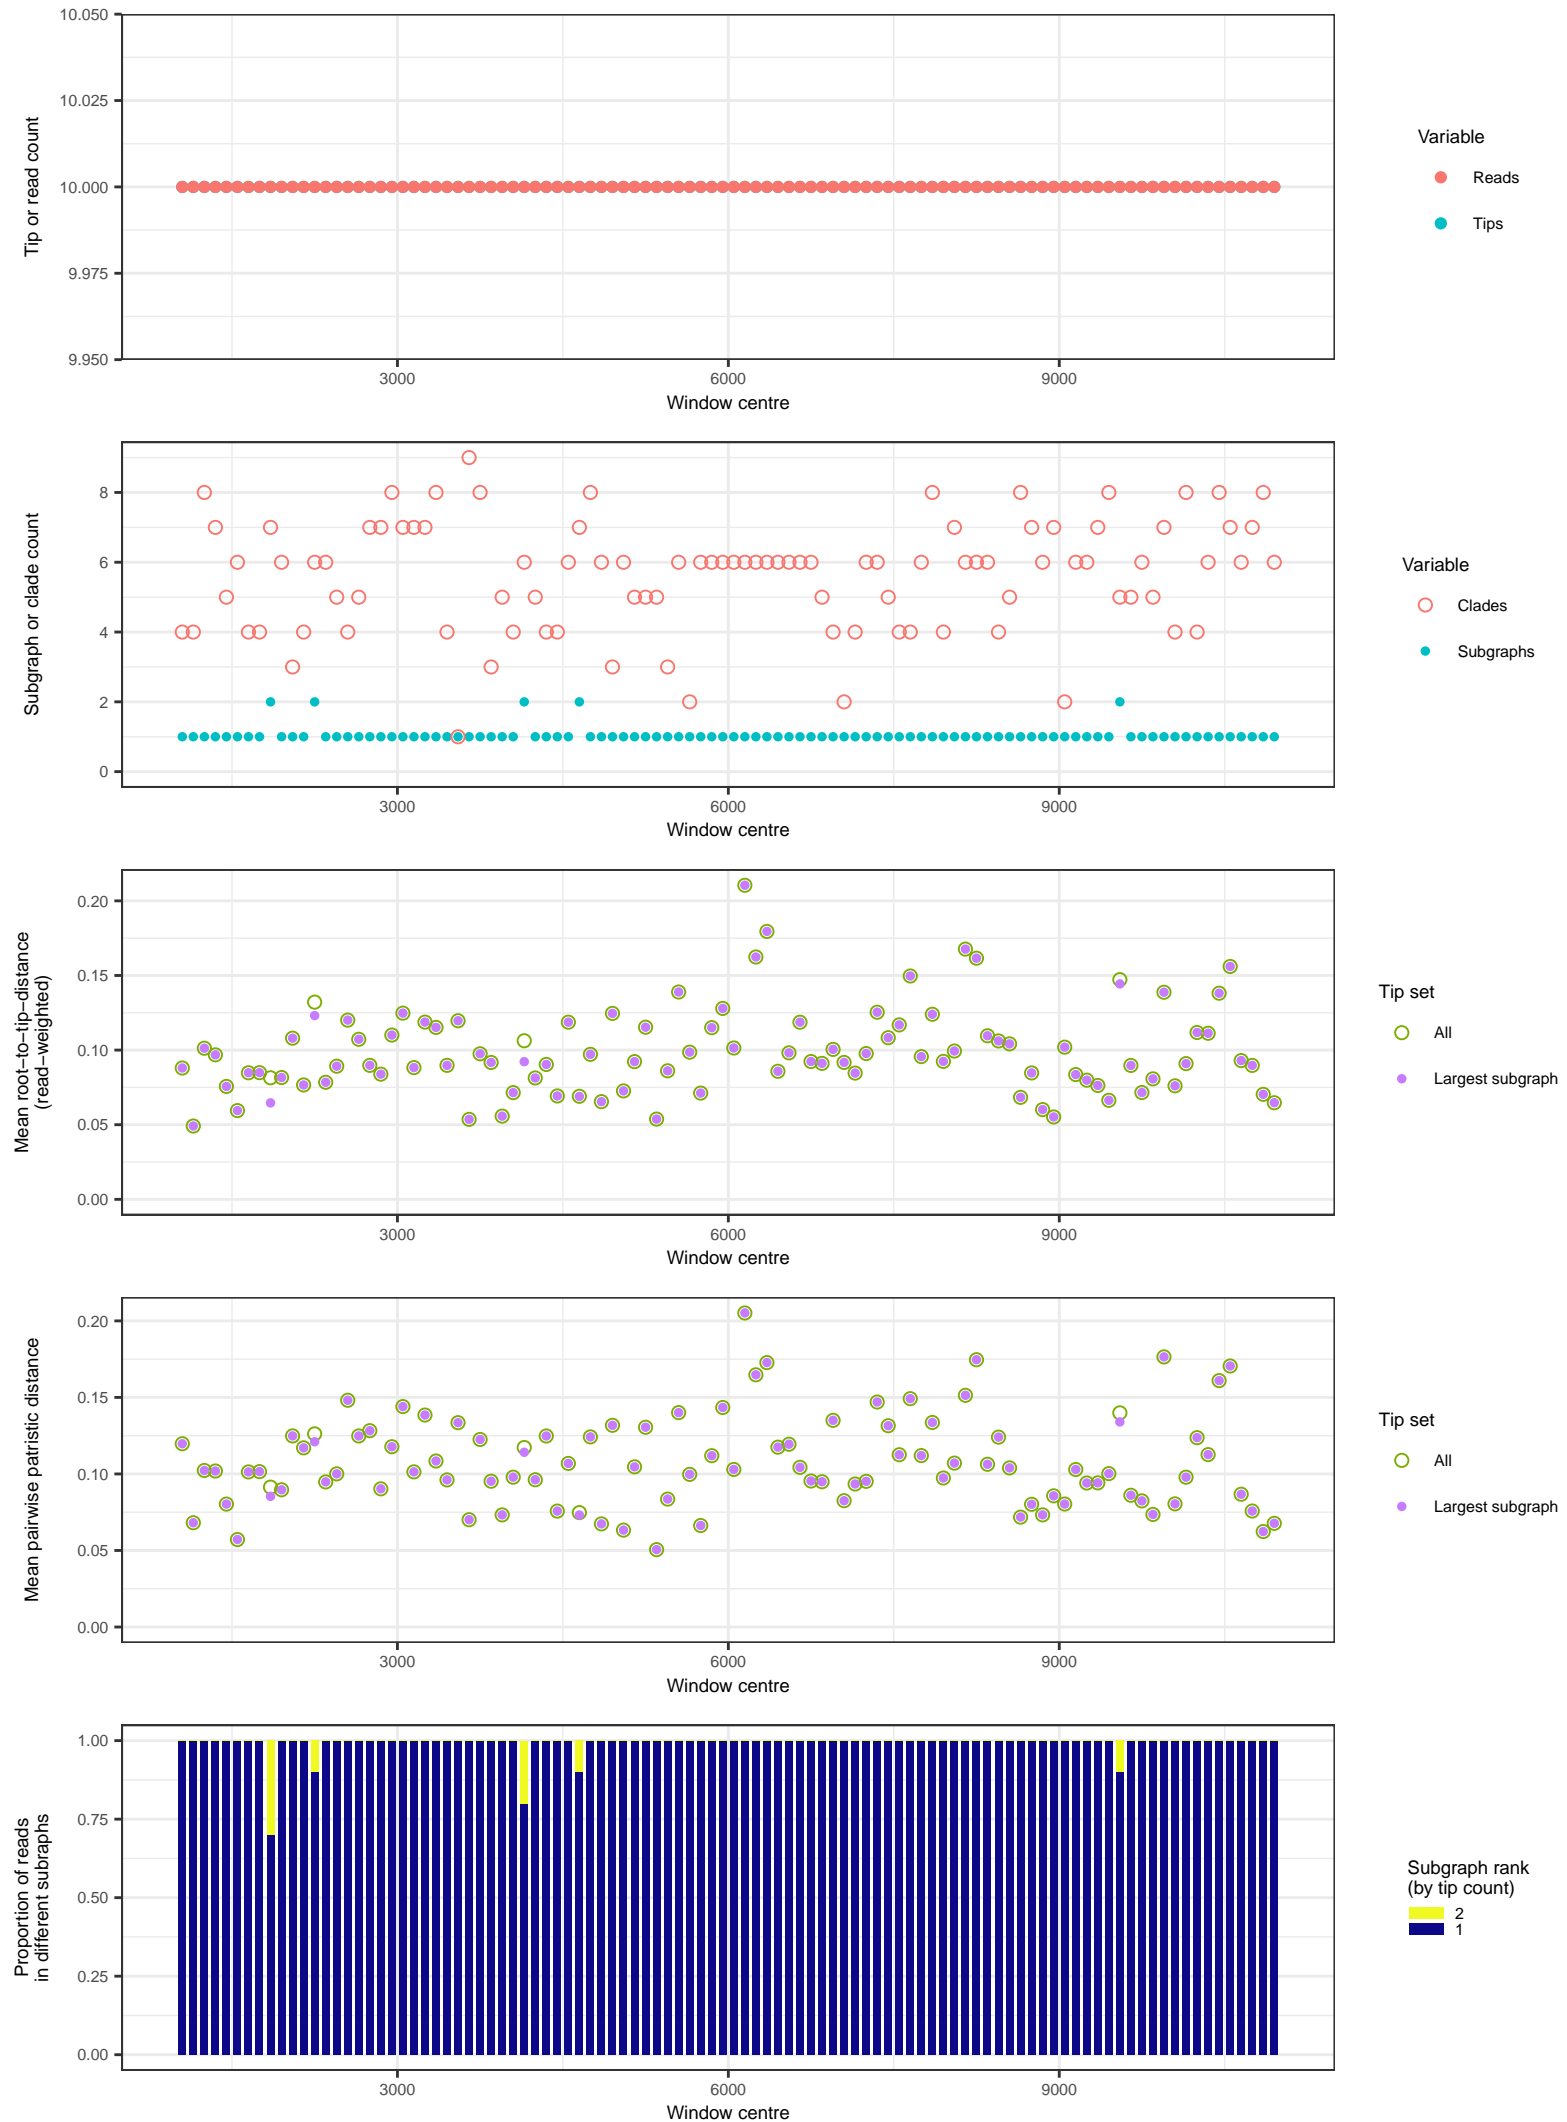 10.050
10.025
10.000
9.975
9.950
Tip or read count
3000
6000
9000
Window centre
Variable
Reads
Tips
8
6
4
2
0
Subgraph or clade count
3000
6000
9000
Window centre
Variable
Clades
Subgraphs
0.20
0.15
0.10
0.05
0.00
Mean root−to−tip−distance
(read−weighted)
3000
6000
9000
Window centre
Tip set
All
Largest subgraph
0.20
0.15
0.10
0.05
0.00
Mean pairwise patristic distance
3000
6000
9000
Window centre
Tip set
All
Largest subgraph
1.00
0.75
0.50
0.25
0.00
Proportion of reads
in different subraphs
3000
6000
9000
Window centre
Subgraph rank
(by tip count)
2
1